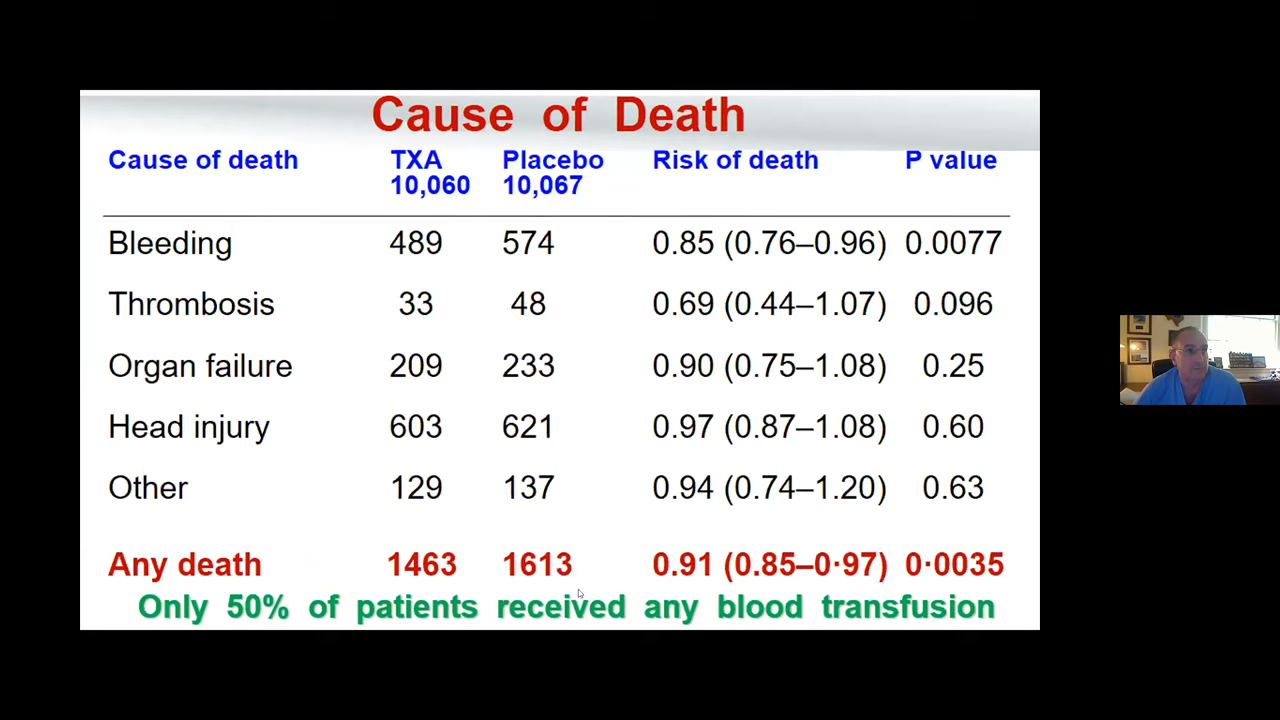 Cause of Death
Cause of death TXA Placebo Risk of death P value
10,060 10,067
Bleeding 489 574 0.85 (0.76–0.96) 0.0077
Thrombosis 33 48 0.69 (0.44–1.07) 0.096
Organ failure 209 233 0.90 (0.75–1.08) 0.25
Head injury 603 621 0.97 (0.87–1.08) 0.60
Other 129 137 0.94 (0.74–1.20) 0.63
Any death 1463 1613 0.91 (0.85–0·97) 0·0035
Only 50% of patients received any blood transfusion